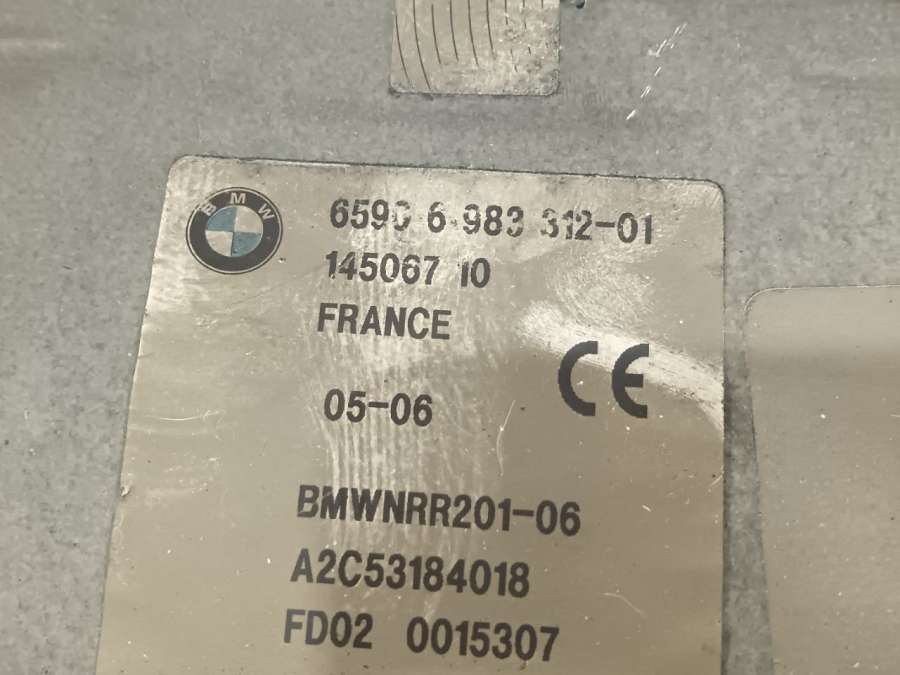 BMW
6590 6 983 312-01
145067 10
FRANCE
CE
05-06
BMWNRR201-06
A2C53184018
FD02 0015307